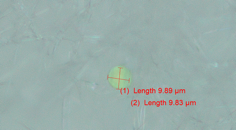 (1) Length 9.89 µm
(2) Length 9.83 µm